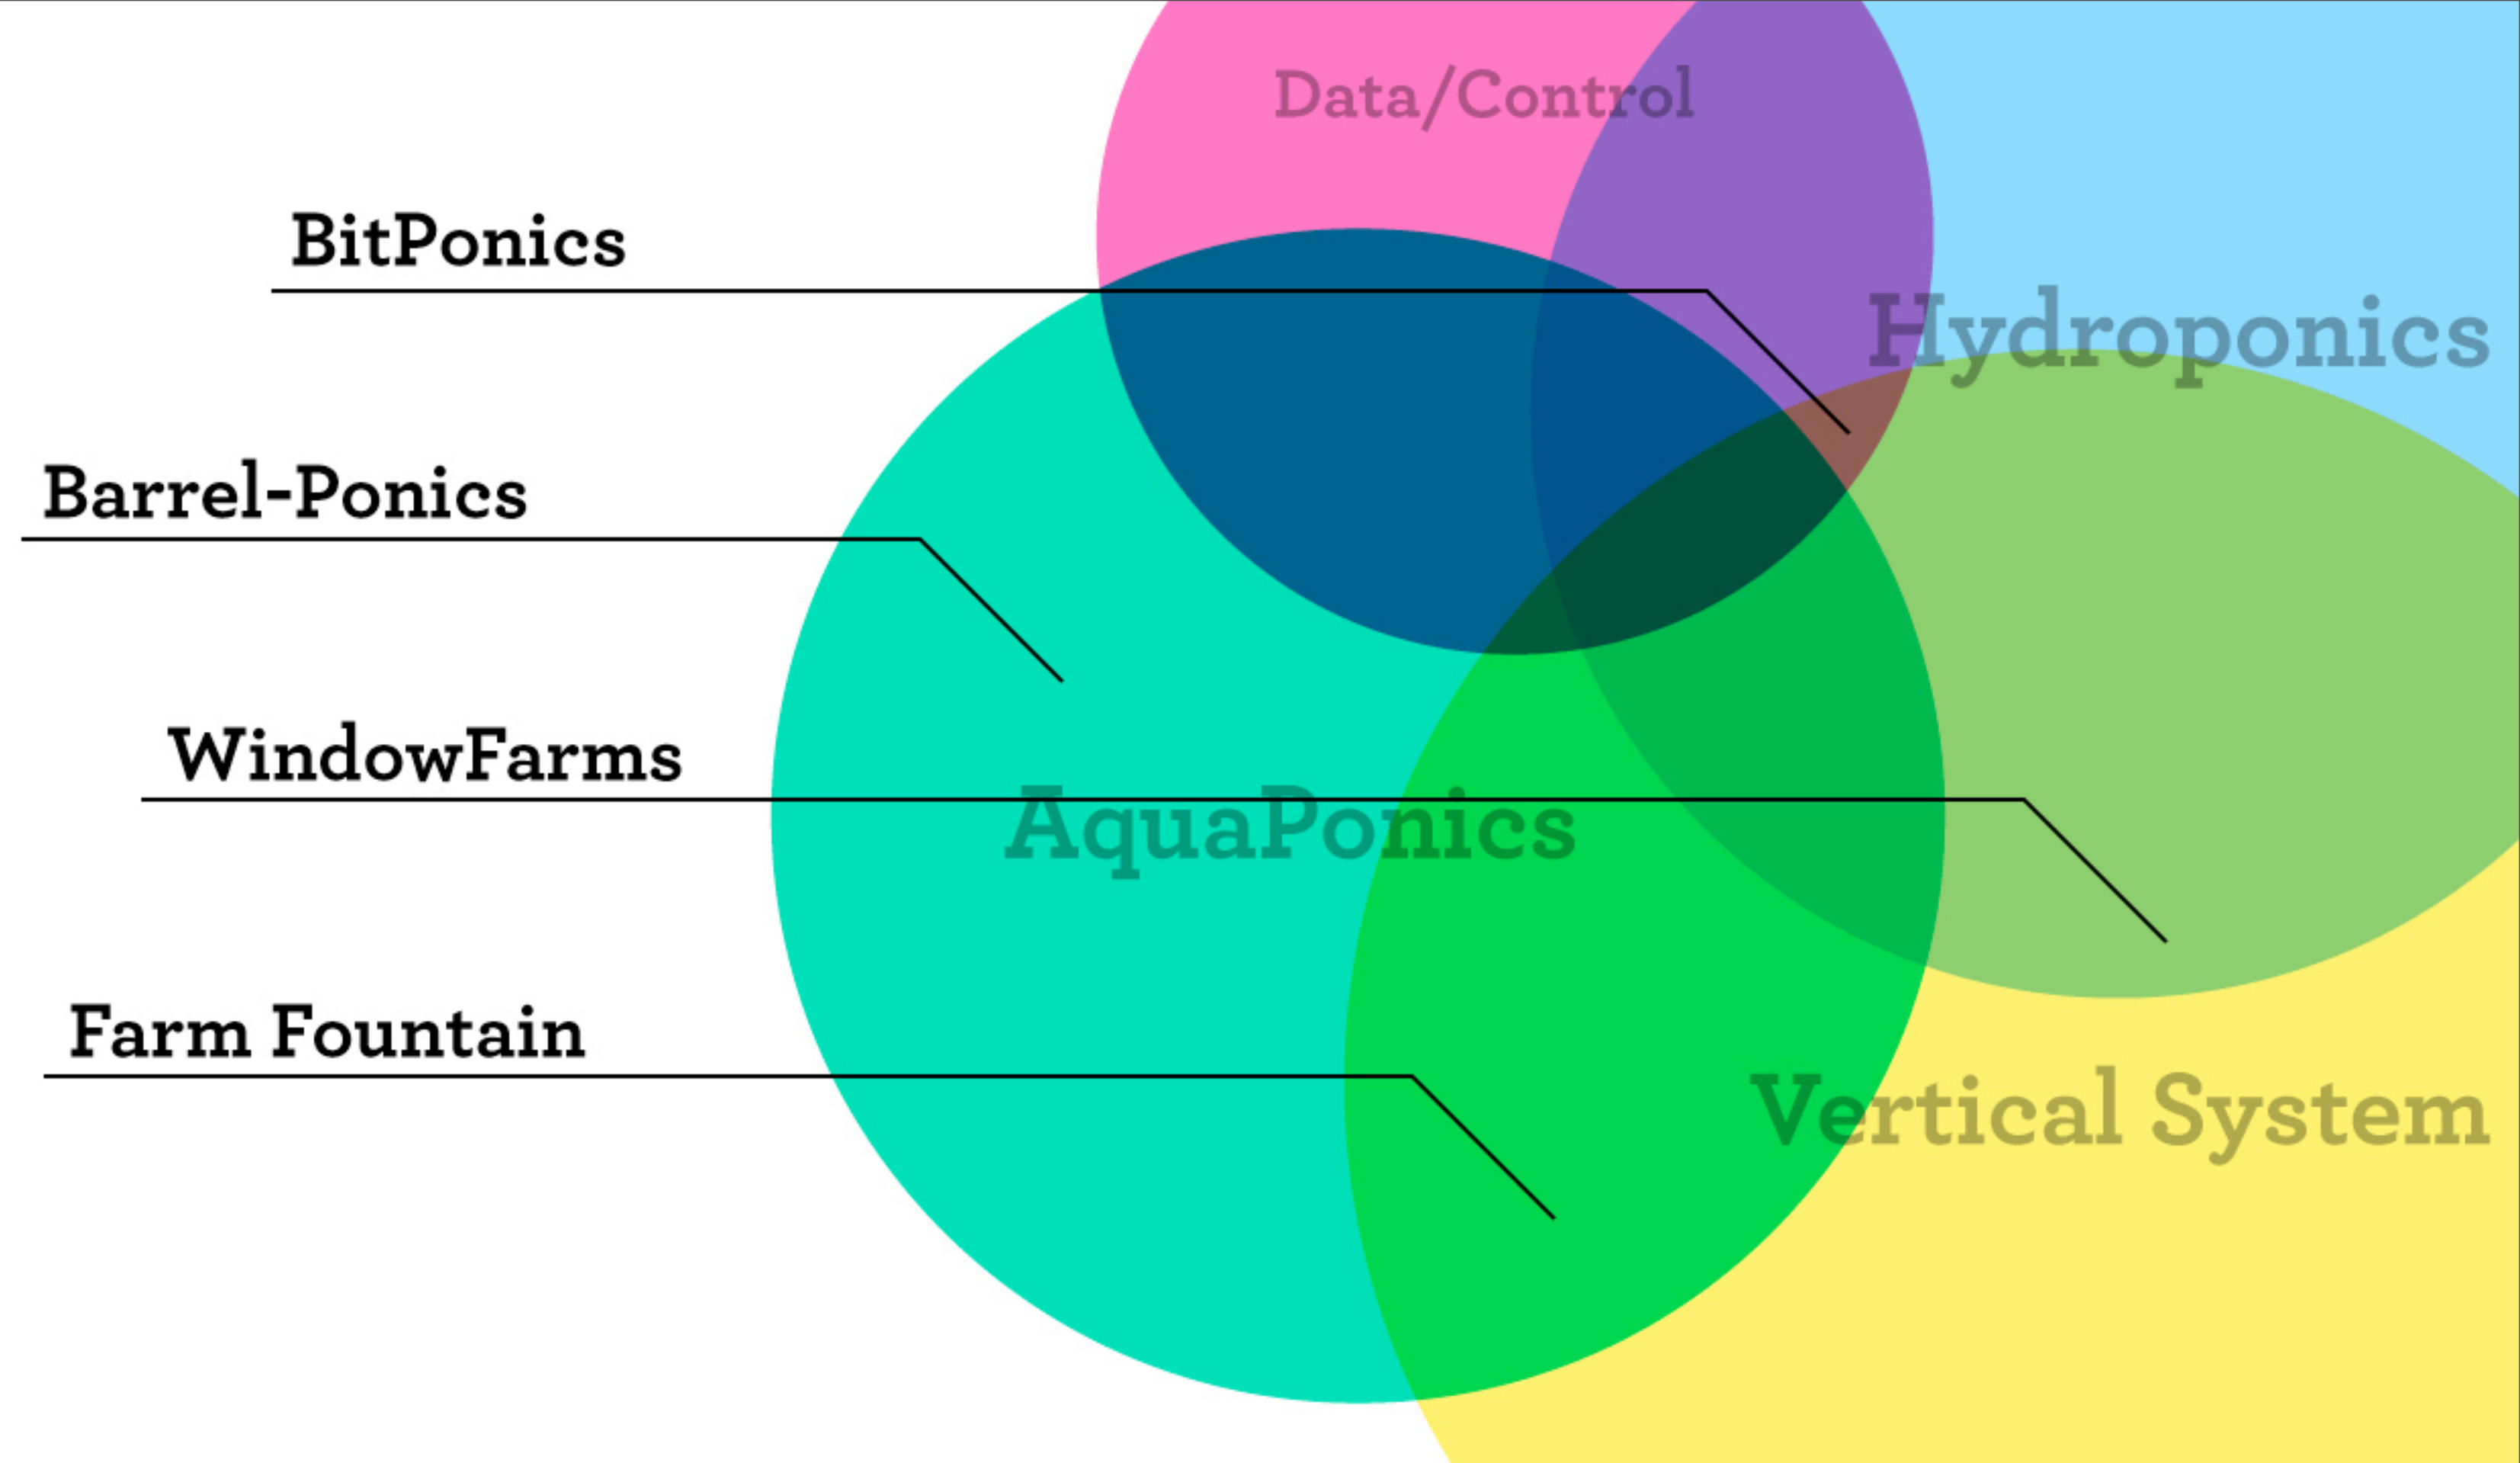 Data/Control
BitPonics
Hydroponics
Barrel-Ponics
WindowFarms
AquaPonics
Farm Fountain
Vertical System